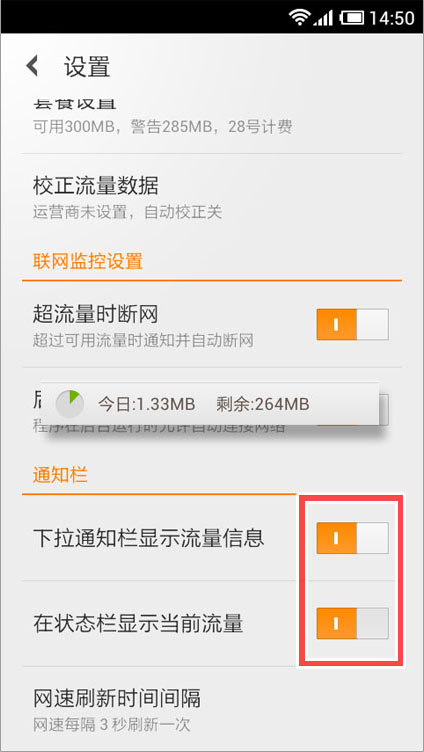 14:50
设置
套餐设置
可用300MB，警告285MB，28号计费
校正流量数据
运营商未设置，自动校正关
联网监控设置
超流量时断网
超过可用流量时通知并自动断网
后
今日:1.33MB 剩余:264MB
程序在后台运行时允许自动连接网络
通知栏
下拉通知栏显示流量信息
在状态栏显示当前流量
网速刷新时间间隔
网速每隔 3 秒刷新一次